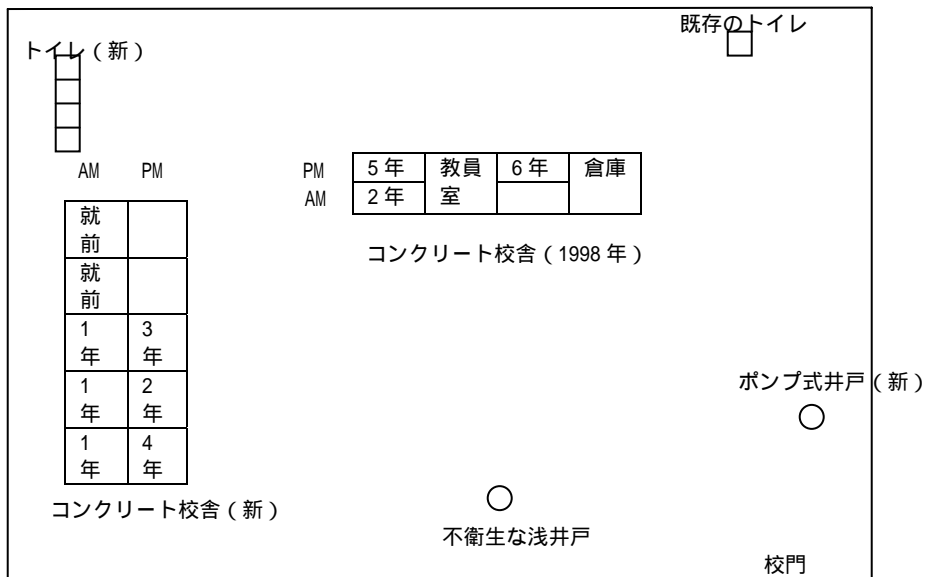 既存のトイレ
トイレ（新）
AM PM
PM 5年 教員室 6年 倉庫
AM 2年
コンクリート校舎（1998年）
就前
就前
1年 3年
1年 2年
1年 4年
コンクリート校舎（新）
ポンプ式井戸（新）
不衛生な浅井戸
校門